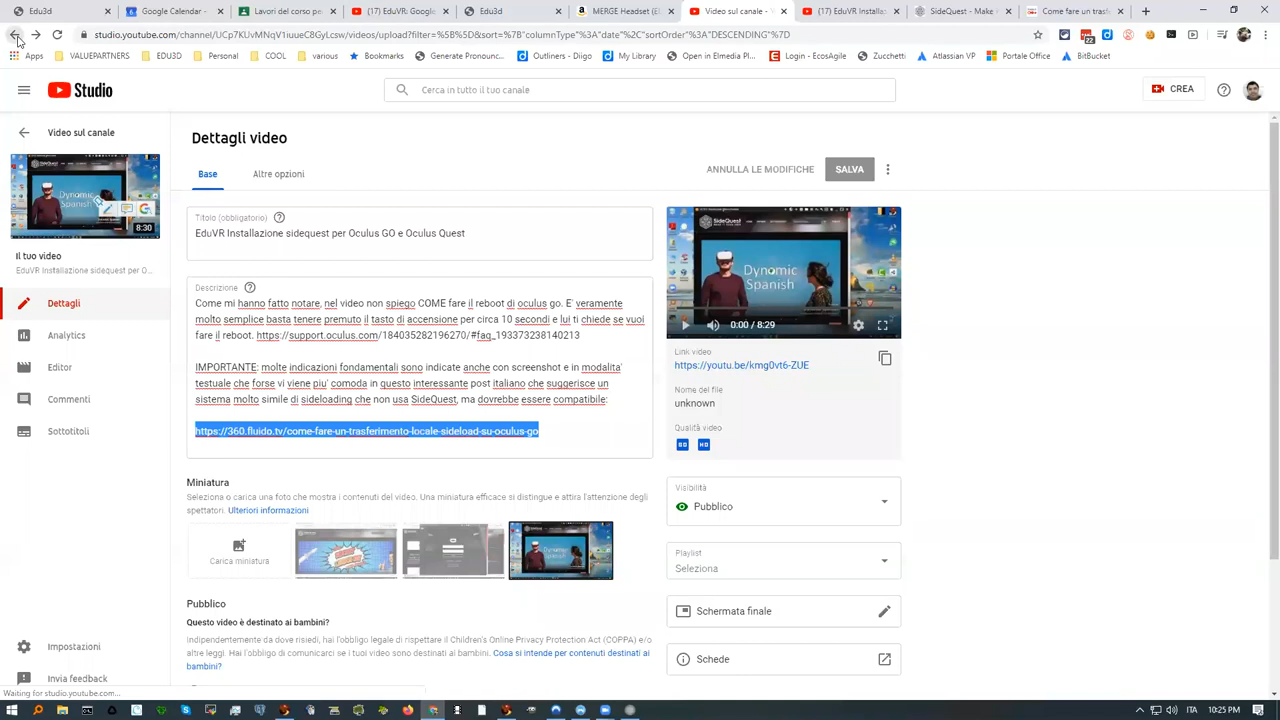 Edu3d
Google Calendar -
Lavori del corso per
(17) EduVR Google
Edu3d
MERGE Headset (Ex
Video sul canale -
(17) EduVR Installa
INSTALLAZIONE SI
Come fare un trasfe
studio.youtube.com/channel/UCp7KUvMNqV1iuueG8GyLcsw/videos/upload?filter=%5B%5D&sort=%7B"columnType"%3A"date"%2C"sortOrder"%3A"DESCENDING"%7D
22
Apps
VALUEPARTNERS
EDU3D
Personal
COOL
various
Bookmarks
Generate Pronounc...
Outliners - Diigo
My Library
Open in Elmedia Pl...
Login - EcosAgile
Zucchetti
Atlassian VP
Portale Office
BitBucket
Studio
Cerca in tutto il tuo canale
CREA
Video sul canale
8:30
Il tuo video
EduVR Installazione sidequest per O...
Dettagli
Analytics
Editor
Commenti
Sottotitoli
Impostazioni
Invia feedback
Waiting for studio.youtube.com...
Dettagli video
Base
Altre opzioni
ANNULLA LE MODIFICHE
SALVA
Titolo (obbligatorio)
EduVR Installazione sidequest per Oculus GO e Oculus Quest
Descrizione
Come mi hanno fatto notare, nel video non spiego COME fare il reboot di oculus go. E' veramente
molto semplice basta tenere premuto il tasto di accensione per circa 10 secondi e lui ti chiede se vuoi
fare il reboot. https://support.oculus.com/184035282196270/#faq_193373238140213
IMPORTANTE: molte indicazioni fondamentali sono indicate anche con screenshot e in modalita'
testuale che forse vi viene piu' comoda in questo interessante post italiano che suggerisce un
sistema molto simile di sideloading che non usa SideQuest, ma dovrebbe essere compatibile:
https://360.fluido.tv/come-fare-un-trasferimento-locale-sideload-su-oculus-go
Miniatura
Seleziona o carica una foto che mostra i contenuti del video. Una miniatura efficace si distingue e attira l'attenzione degli
spettatori. Ulteriori informazioni
Carica miniatura
Pubblico
Questo video è destinato ai bambini?
Indipendentemente da dove risiedi, hai l'obbligo legale di rispettare il Children's Online Privacy Protection Act (COPPA) e/o
altre leggi. Hai l'obbligo di comunicarci se i tuoi video sono destinati ai bambini. Cosa si intende per contenuti destinati ai
bambini?
SideQuest
Dynamic
Spanish
0:00 / 8:29
Link video
https://youtu.be/kmg0vt6-ZUE
Nome del file
unknown
Qualità video
SD HD
Visibilità
Pubblico
Playlist
Seleziona
Schermata finale
Schede
ITA
10:25 PM